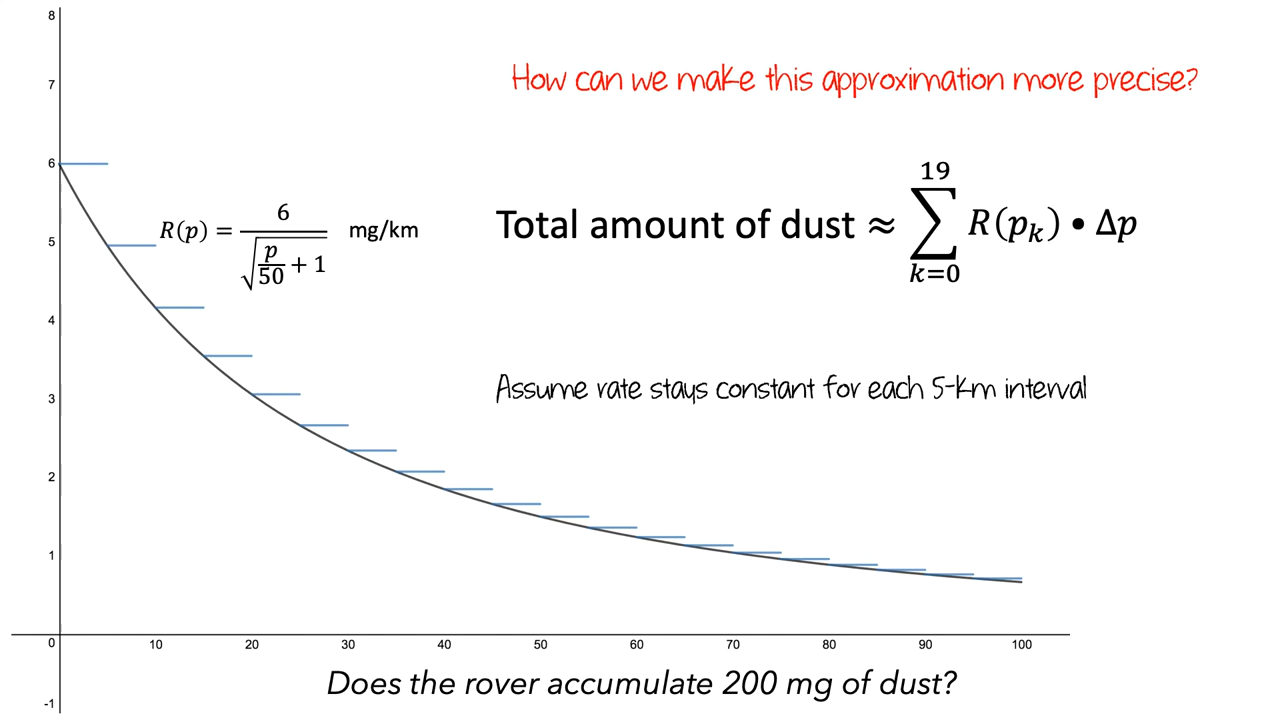 8
How can we make this approximation more precise?
7
6
19
R(p) = 6 / √(p/50 + 1) mg/km
Total amount of dust ≈ ∑ R(pₖ) • Δp
k=0
5
4
Assume rate stays constant for each 5-km interval
3
2
1
0 10 20 30 40 50 60 70 80 90 100
Does the rover accumulate 200 mg of dust?
-1